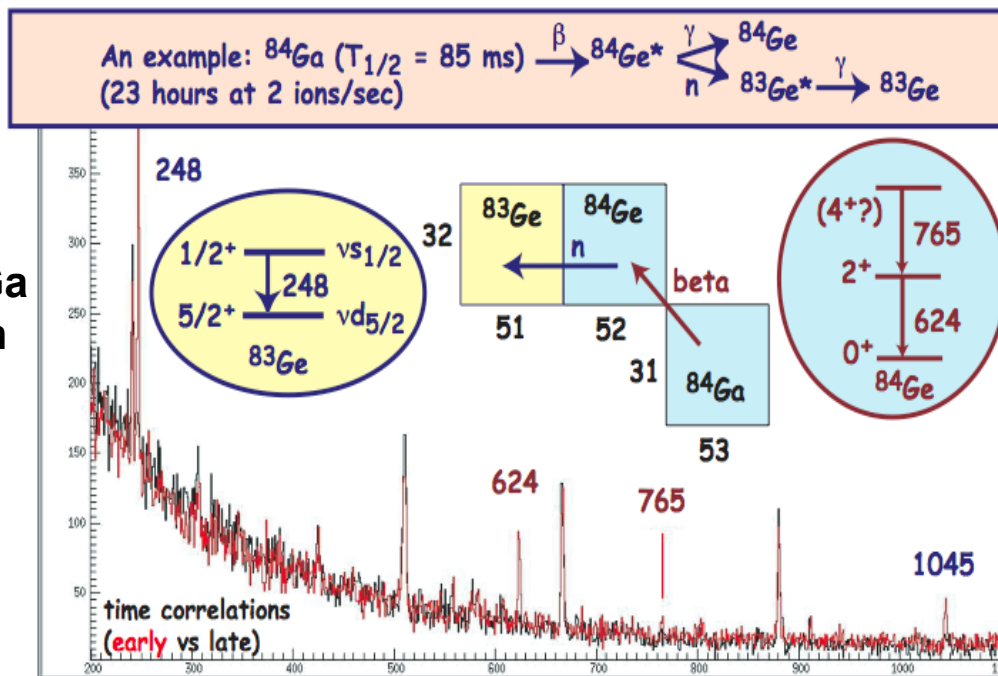 An example: ⁸⁴Ga (T₁/₂ = 85 ms) β→ ⁸⁴Ge* γ→ ⁸⁴Ge
n→ ⁸³Ge* γ→ ⁸³Ge
(23 hours at 2 ions/sec)
350
300
250
200
150
100
50
248
1/2⁺ νs₁/₂
248
5/2⁺ νd₅/₂
⁸³Ge
32
⁸³Ge
⁸⁴Ge
n
beta
51
52
31
⁸⁴Ga
53
(4⁺?)
765
2⁺
624
0⁺
⁸⁴Ge
624
765
1045
time correlations
(early vs late)
200 300 400 500 600 700 800 900 1000